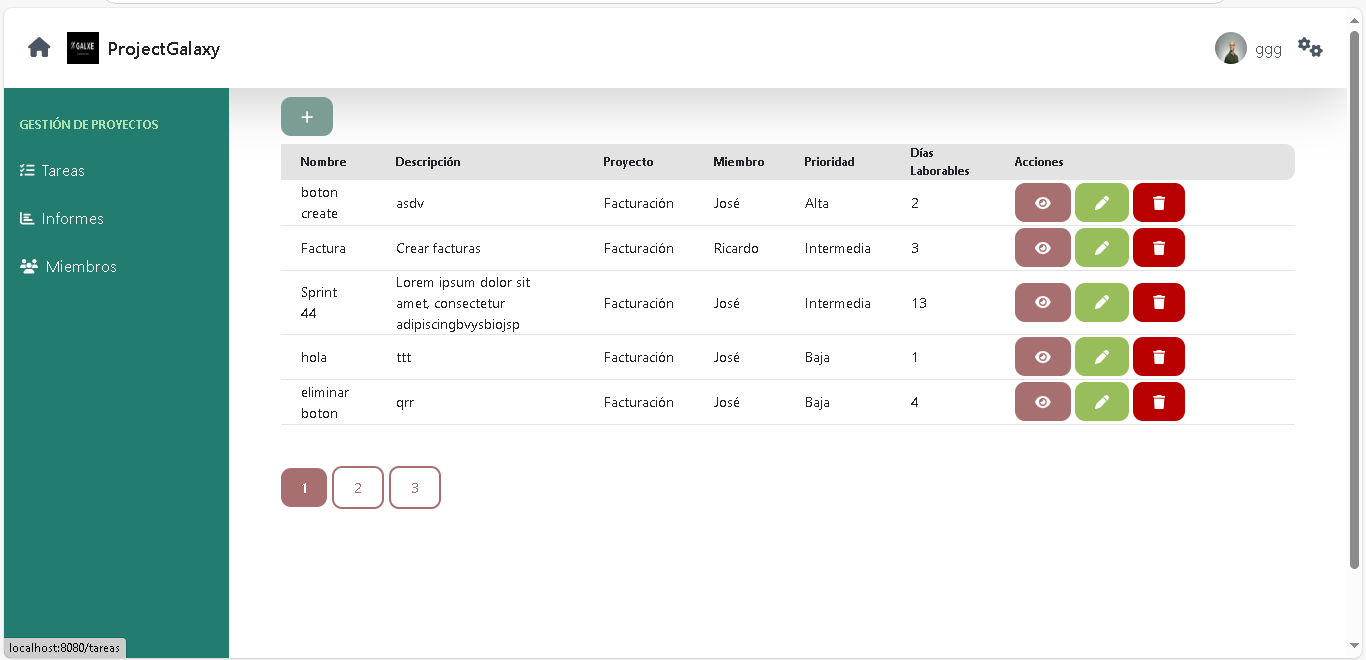 GALXE
ProjectGalaxy
ggg
GESTIÓN DE PROYECTOS
Tareas
Informes
Miembros
+
Nombre Descripción Proyecto Miembro Prioridad Días Laborables Acciones
boton create asdv Facturación José Alta 2
Factura Crear facturas Facturación Ricardo Intermedia 3
Sprint 44 Lorem ipsum dolor sit amet, consectetur adipiscingbvysbiojsp Facturación José Intermedia 13
hola ttt Facturación José Baja 1
eliminar boton qrr Facturación José Baja 4
1 2 3
localhost:8080/tareas